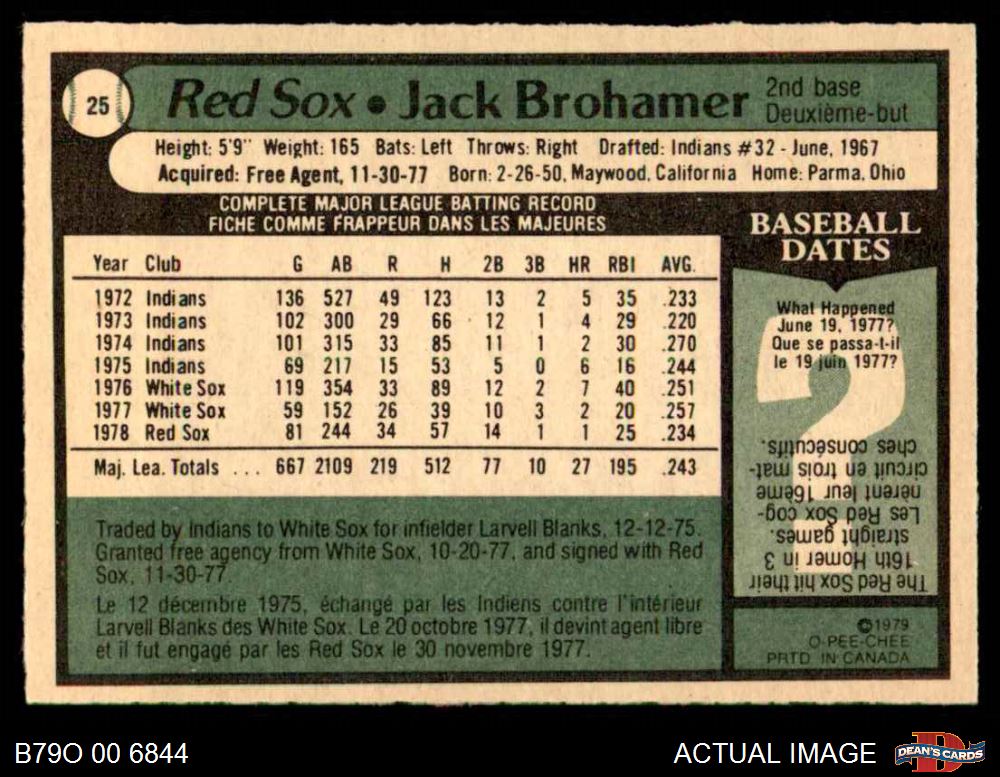 25
Red Sox • Jack Brohamer
2nd base
Deuxième-but
Height: 5'9" Weight: 165 Bats: Left Throws: Right Drafted: Indians #32 - June, 1967
Acquired: Free Agent, 11-30-77 Born: 2-26-50, Maywood, California Home: Parma, Ohio
COMPLETE MAJOR LEAGUE BATTING RECORD
FICHE COMME FRAPPEUR DANS LES MAJEURES
Year Club G AB R H 2B 3B HR RBI AVG.
1972 Indians 136 527 49 123 13 2 5 35 .233
1973 Indians 102 300 29 66 12 1 4 29 .220
1974 Indians 101 315 33 85 11 1 2 30 .270
1975 Indians 69 217 15 53 5 0 6 16 .244
1976 White Sox 119 354 33 89 12 2 7 40 .251
1977 White Sox 59 152 26 39 10 3 2 20 .257
1978 Red Sox 81 244 34 57 14 1 1 25 .234
Maj. Lea. Totals ... 667 2109 219 512 77 10 27 195 .243
Traded by Indians to White Sox for infielder Larvell Blanks, 12-12-75.
Granted free agency from White Sox, 10-20-77, and signed with Red
Sox, 11-30-77.
Le 12 décembre 1975, échangé par les Indiens contre l'intérieur
Larvell Blanks des White Sox. Le 20 octobre 1977, il devint agent libre
et il fut engagé par les Red Sox le 30 novembre 1977.
BASEBALL
DATES
What Happened
June 19, 1977?
Que se passa-t-il
le 19 juin 1977?
The Red Sox hit their
16th Homer in 3
straight games.
Les Red Sox cog-
nèrent leur 16ème
circuit en trois mat-
ches consécutifs.
©1979
O-PEE-CHEE
PRTD IN CANADA
B79O 00 6844
ACTUAL IMAGE
D
DEAN'S CARDS